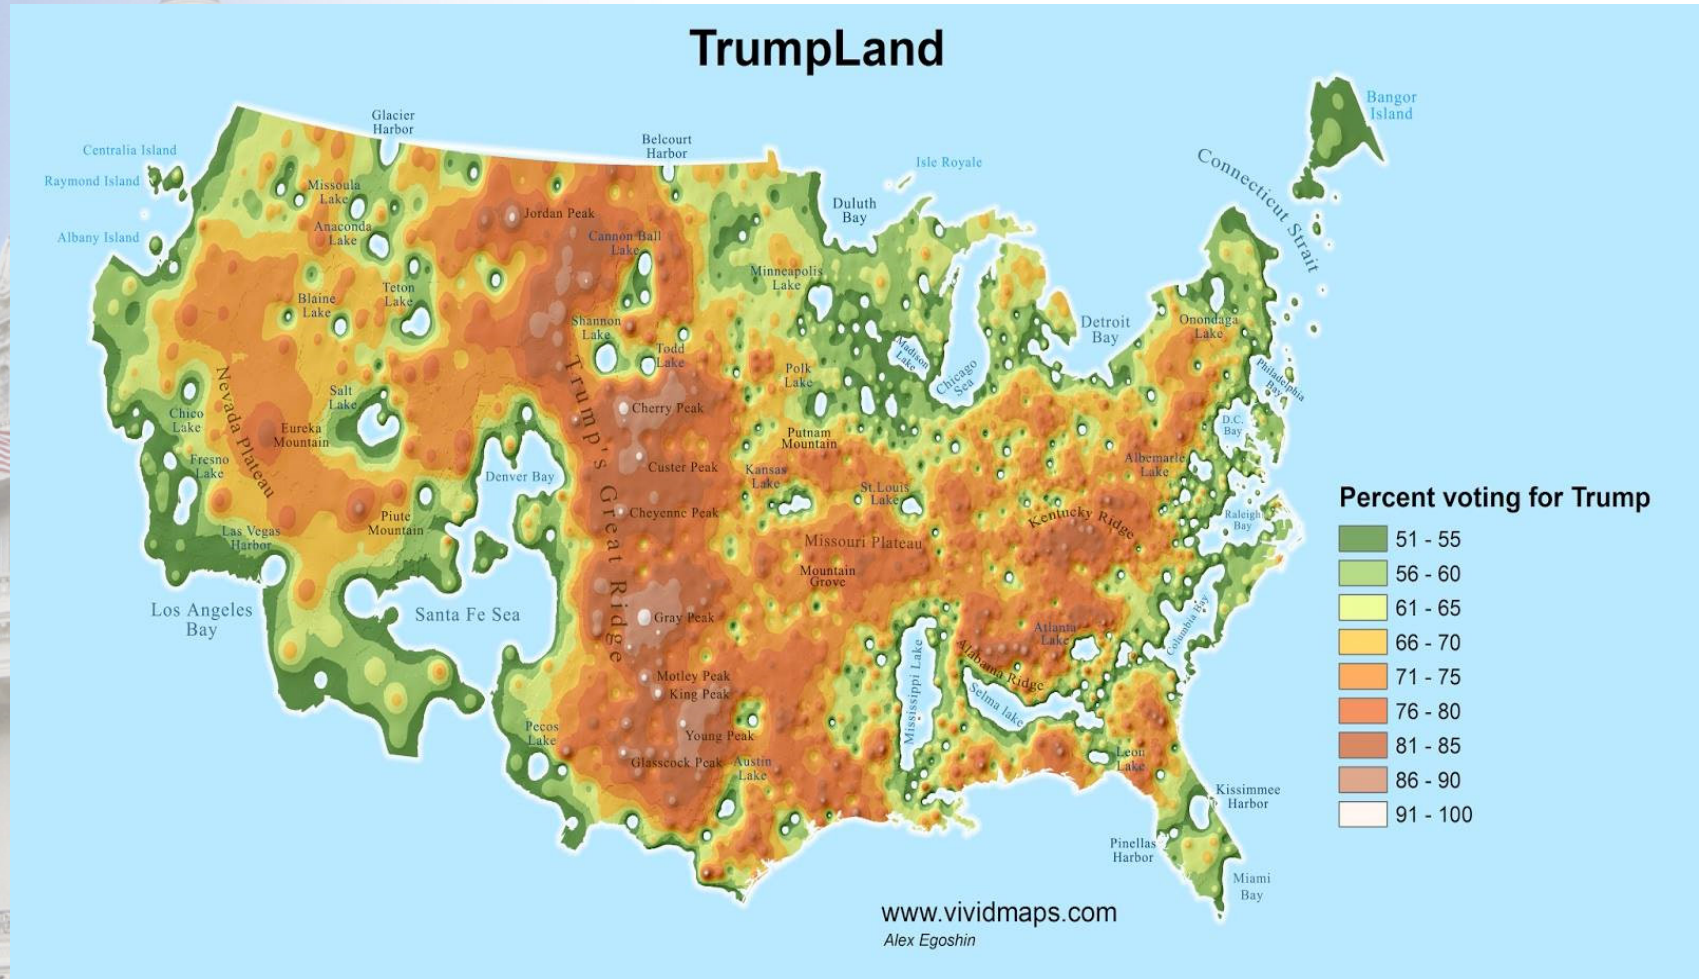 TrumpLand
Bangor
Island
Glacier
Harbor
Belcourt
Harbor
Centralia Island
Connecticut Strait
Isle Royale
Raymond Island
Missoula
Lake
Duluth
Bay
Jordan Peak
Anaconda
Lake
Albany Island
Cannon Ball
Lake
Minneapolis
Lake
Teton
Lake
Blaine
Lake
Shannon
Lake
Detroit
Bay
Onondaga
Lake
Todd
Lake
Madison
Lake
Polk
Lake
Chicago
Sea
Philadelphia
Bay
Nevada Plateau
Salt
Lake
Trump's Great Ridge
Cherry Peak
Chico
Lake
Eureka
Mountain
D.C.
Bay
Putnam
Mountain
Fresno
Lake
Custer Peak
Albemarle
Lake
Denver Bay
Kansas
Lake
St.Louis
Lake
Percent voting for Trump
Cheyenne Peak
Piute
Mountain
Kentucky Ridge
Raleigh
Bay
Las Vegas
Harbor
51 - 55
Missouri Plateau
56 - 60
Mountain
Grove
61 - 65
Los Angeles
Bay
Santa Fe Sea
Gray Peak
Columbia Bay
Atlanta
Lake
66 - 70
Alabama Ridge
71 - 75
Motley Peak
King Peak
Mississippi Lake
Selma lake
76 - 80
Pecos
Lake
Young Peak
81 - 85
Glasscock Peak
Austin
Lake
Leon
Lake
86 - 90
Kissimmee
Harbor
91 - 100
Pinellas
Harbor
Miami
Bay
www.vividmaps.com
Alex Egoshin